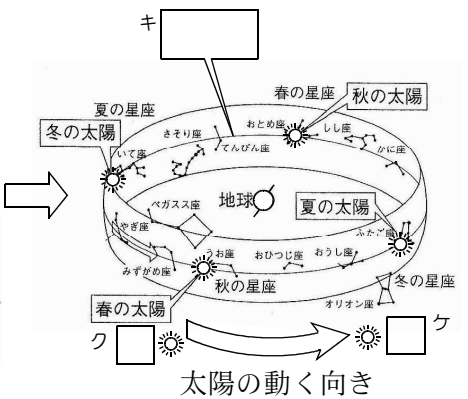 キ
春の星座
秋の太陽
夏の星座
冬の太陽
さそり座
おとめ座
しし座
てんびん座
かに座
いて座
地球
ペガスス座
夏の太陽
やぎ座
ふたご座
うお座
おひつじ座
おうし座
みずがめ座
秋の星座
冬の星座
春の太陽
オリオン座
ク
ケ
太陽の動く向き